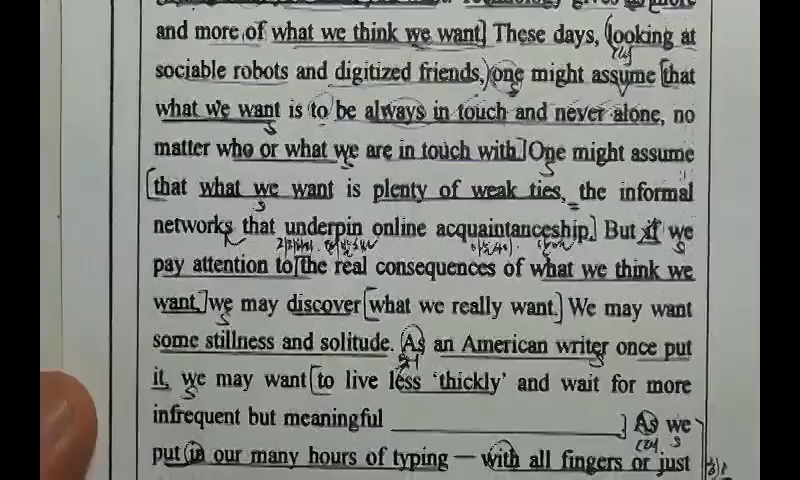 and more of what we think we want. These days, looking at
sociable robots and digitized friends, one might assume that
what we want is to be always in touch and never alone, no
matter who or what we are in touch with. One might assume
that what we want is plenty of weak ties, the informal
networks that underpin online acquaintanceship. But if we
pay attention to the real consequences of what we think we
want, we may discover what we really want. We may want
some stillness and solitude. As an American writer once put
it, we may want to live less ‘thickly’ and wait for more
infrequent but meaningful ____________. As we
put in our many hours of typing — with all fingers or just